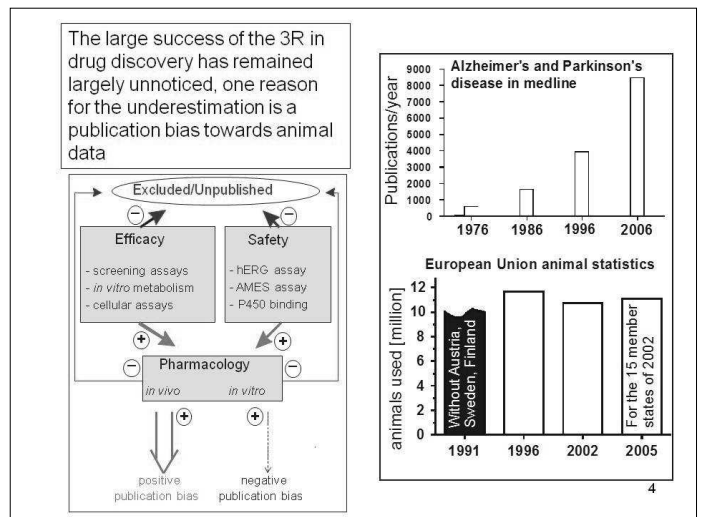 The large success of the 3R in
drug discovery has remained
largely unnoticed, one reason
for the underestimation is a
publication bias towards animal
data
Excluded/Unpublished
− −
Efficacy
- screening assays
- in vitro metabolism
- cellular assays
Safety
- hERG assay
- AMES assay
- P450 binding
+ +
− −
Pharmacology
in vivo in vitro
+ +
positive
publication bias
negative
publication bias
Alzheimer's and Parkinson's
disease in medline
Publications/year
9000
8000
7000
6000
5000
4000
3000
2000
1000
0
1976 1986 1996 2006
European Union animal statistics
animals used [million]
12
10
8
6
4
2
0
Without Austria,
Sweden, Finland
For the 15 member
states of 2002
1991 1996 2002 2005
4